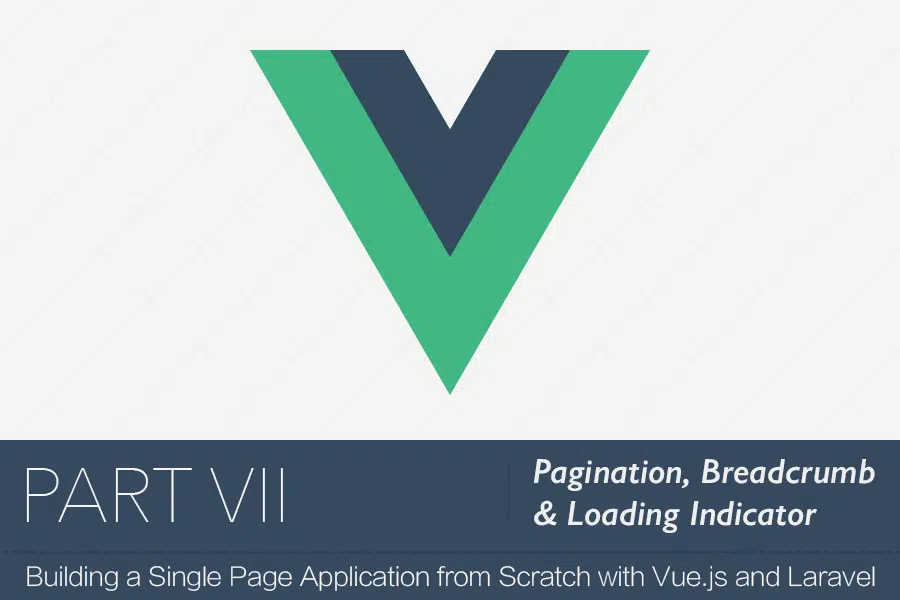 PART VII
Pagination, Breadcrumb
& Loading Indicator
Building a Single Page Application from Scratch with Vue.js and Laravel